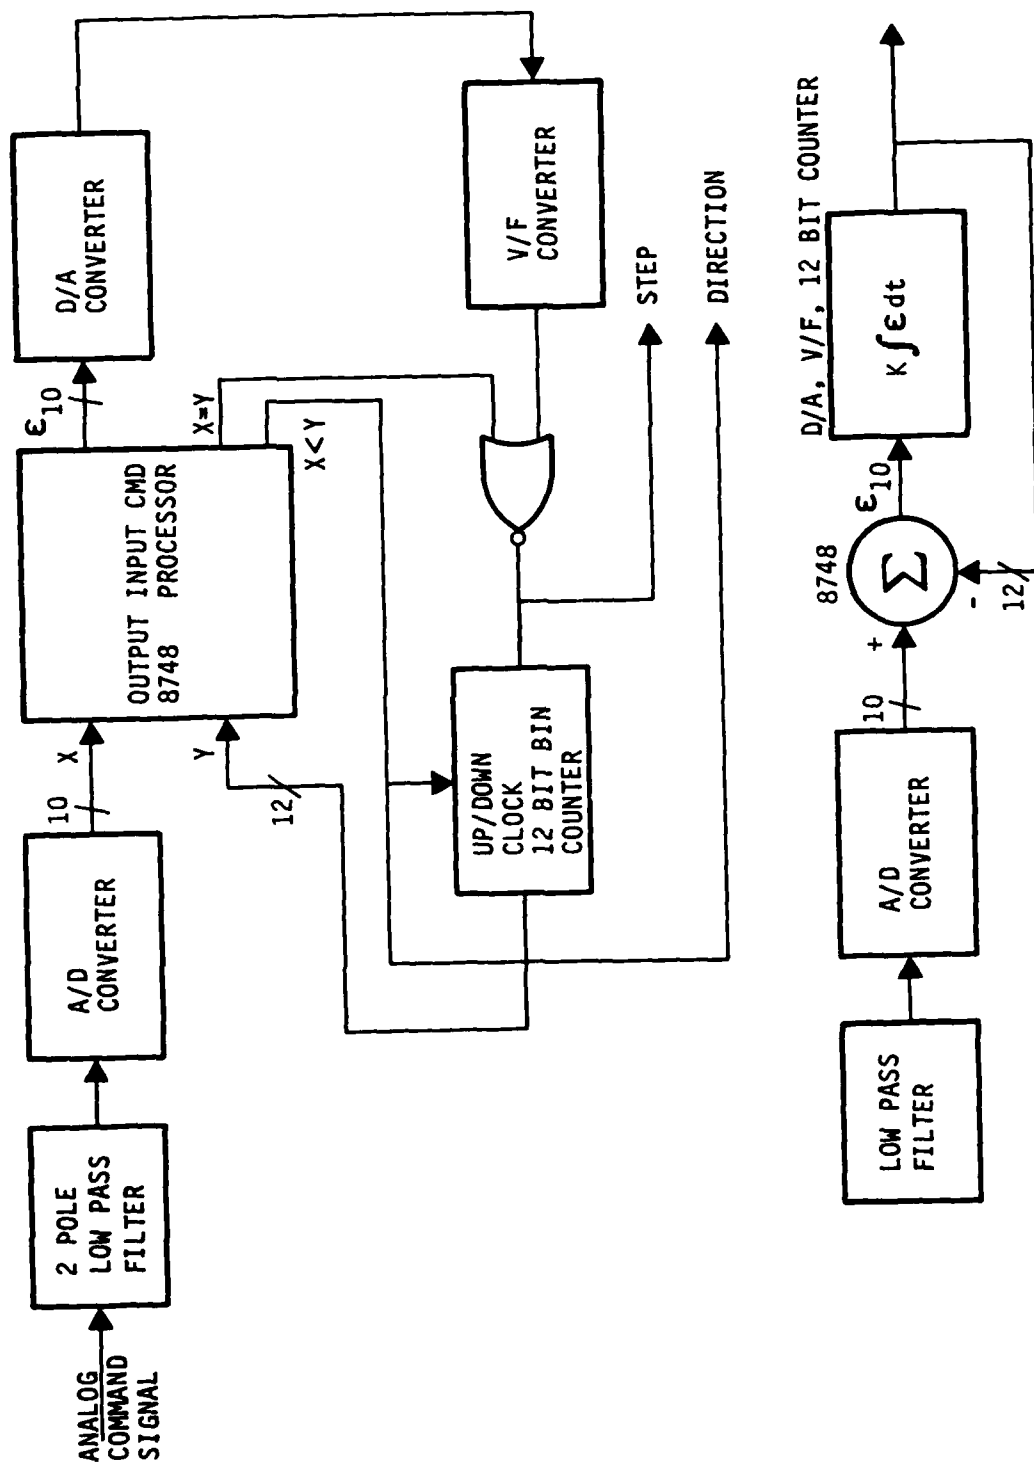 ANALOG
COMMAND
SIGNAL
2 POLE
LOW PASS
FILTER
A/D
CONVERTER
10
X
Y
12
OUTPUT INPUT CMD
8748 PROCESSOR
ε10
X=Y
X<Y
D/A
CONVERTER
V/F
CONVERTER
UP/DOWN
CLOCK
12 BIT BIN
COUNTER
STEP
DIRECTION
LOW PASS
FILTER
A/D
CONVERTER
10
+
8748
Σ
-
12
ε10
D/A, V/F, 12 BIT COUNTER
K∫εdt